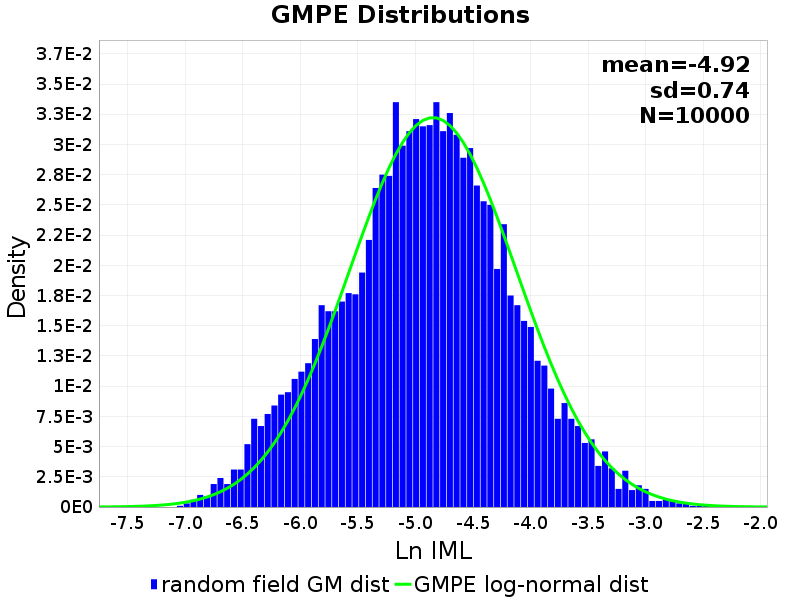 GMPE Distributions
mean=-4.92
sd=0.74
N=10000
3.7E-2
3.5E-2
3.3E-2
3E-2
2.8E-2
2.5E-2
2.2E-2
2E-2
1.8E-2
1.5E-2
1.3E-2
1E-2
7.5E-3
5E-3
2.5E-3
0E0
Density
-7.5 -7.0 -6.5 -6.0 -5.5 -5.0 -4.5 -4.0 -3.5 -3.0 -2.5 -2.0
Ln IML
random field GM dist GMPE log-normal dist